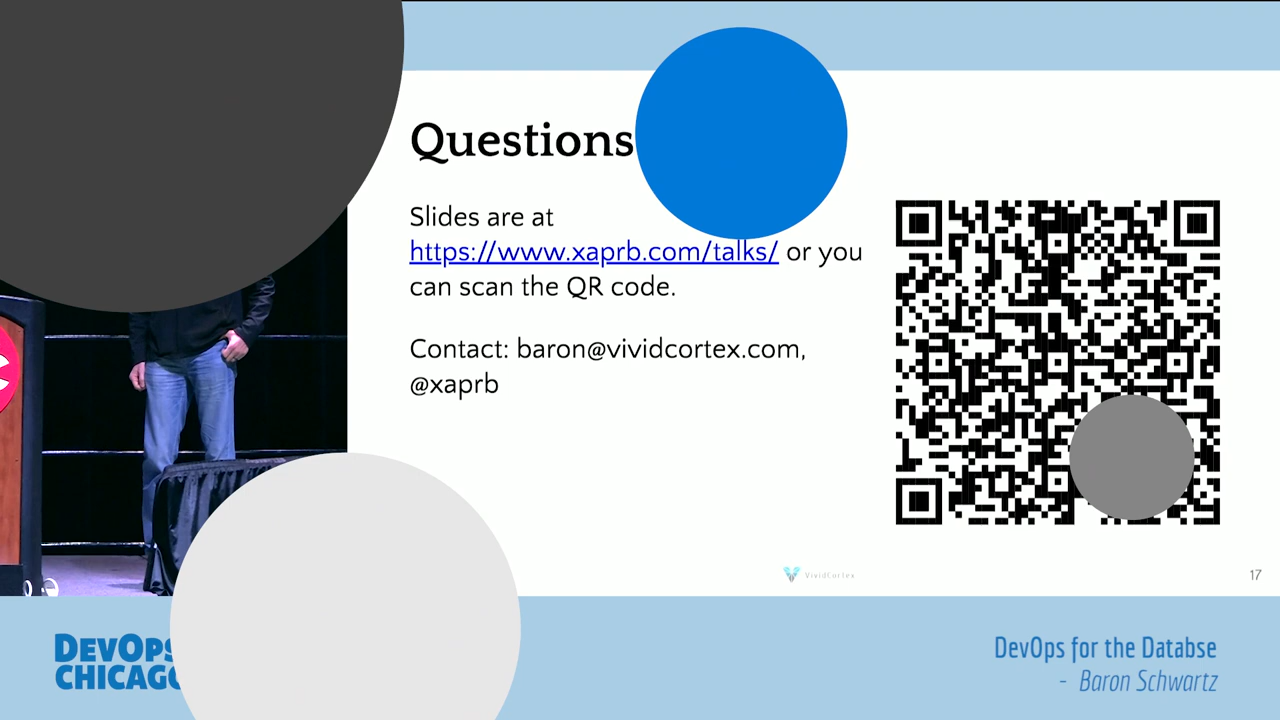 Questions
Slides are at
https://www.xaprb.com/talks/ or you
can scan the QR code.
Contact: baron@vividcortex.com,
@xaprb
VividCortex
17
DEVOPS
CHICAGO
DevOps for the Databse
- Baron Schwartz